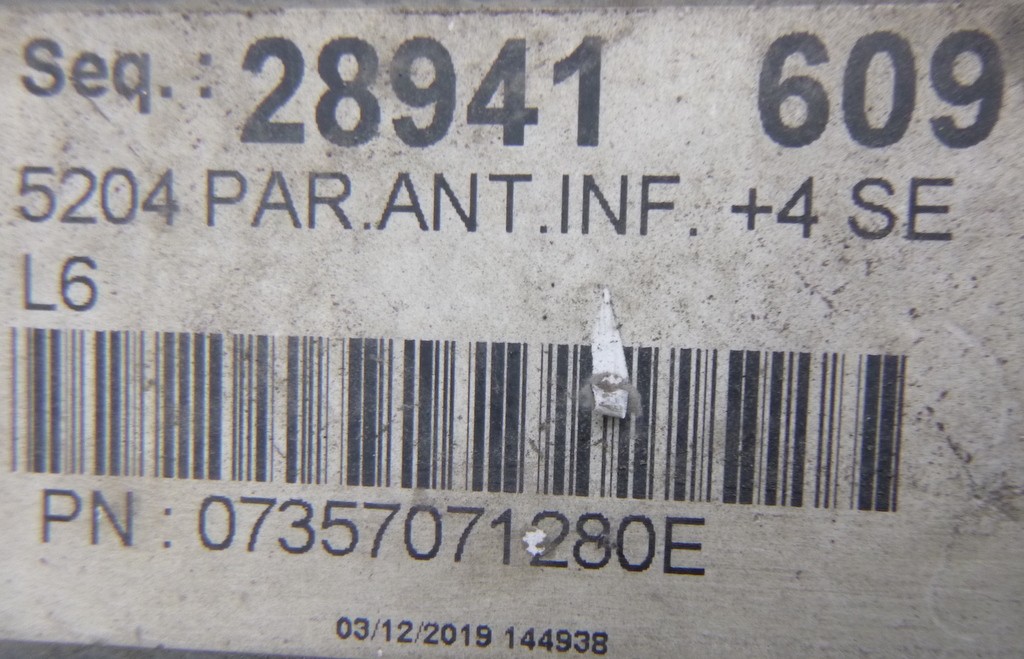 Seq. : 28941 609
5204 PAR.ANT.INF. +4 SE
L6
PN : 07357071280E
03/12/2019 144938